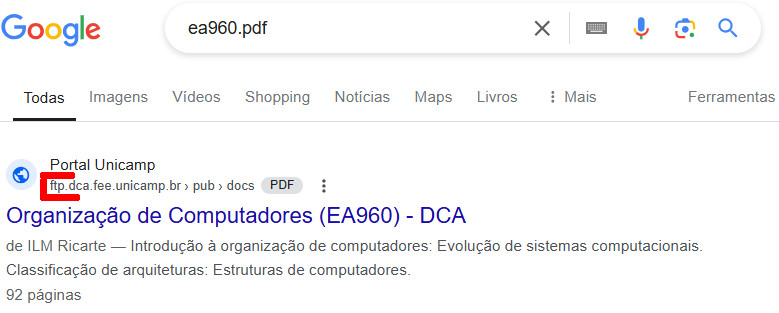 Google
ea960.pdf
Todas Imagens Vídeos Shopping Notícias Maps Livros Mais Ferramentas
Portal Unicamp
ftp.dca.fee.unicamp.br › pub › docs PDF
Organização de Computadores (EA960) - DCA
de ILM Ricarte — Introdução à organização de computadores: Evolução de sistemas computacionais.
Classificação de arquiteturas: Estruturas de computadores.
92 páginas